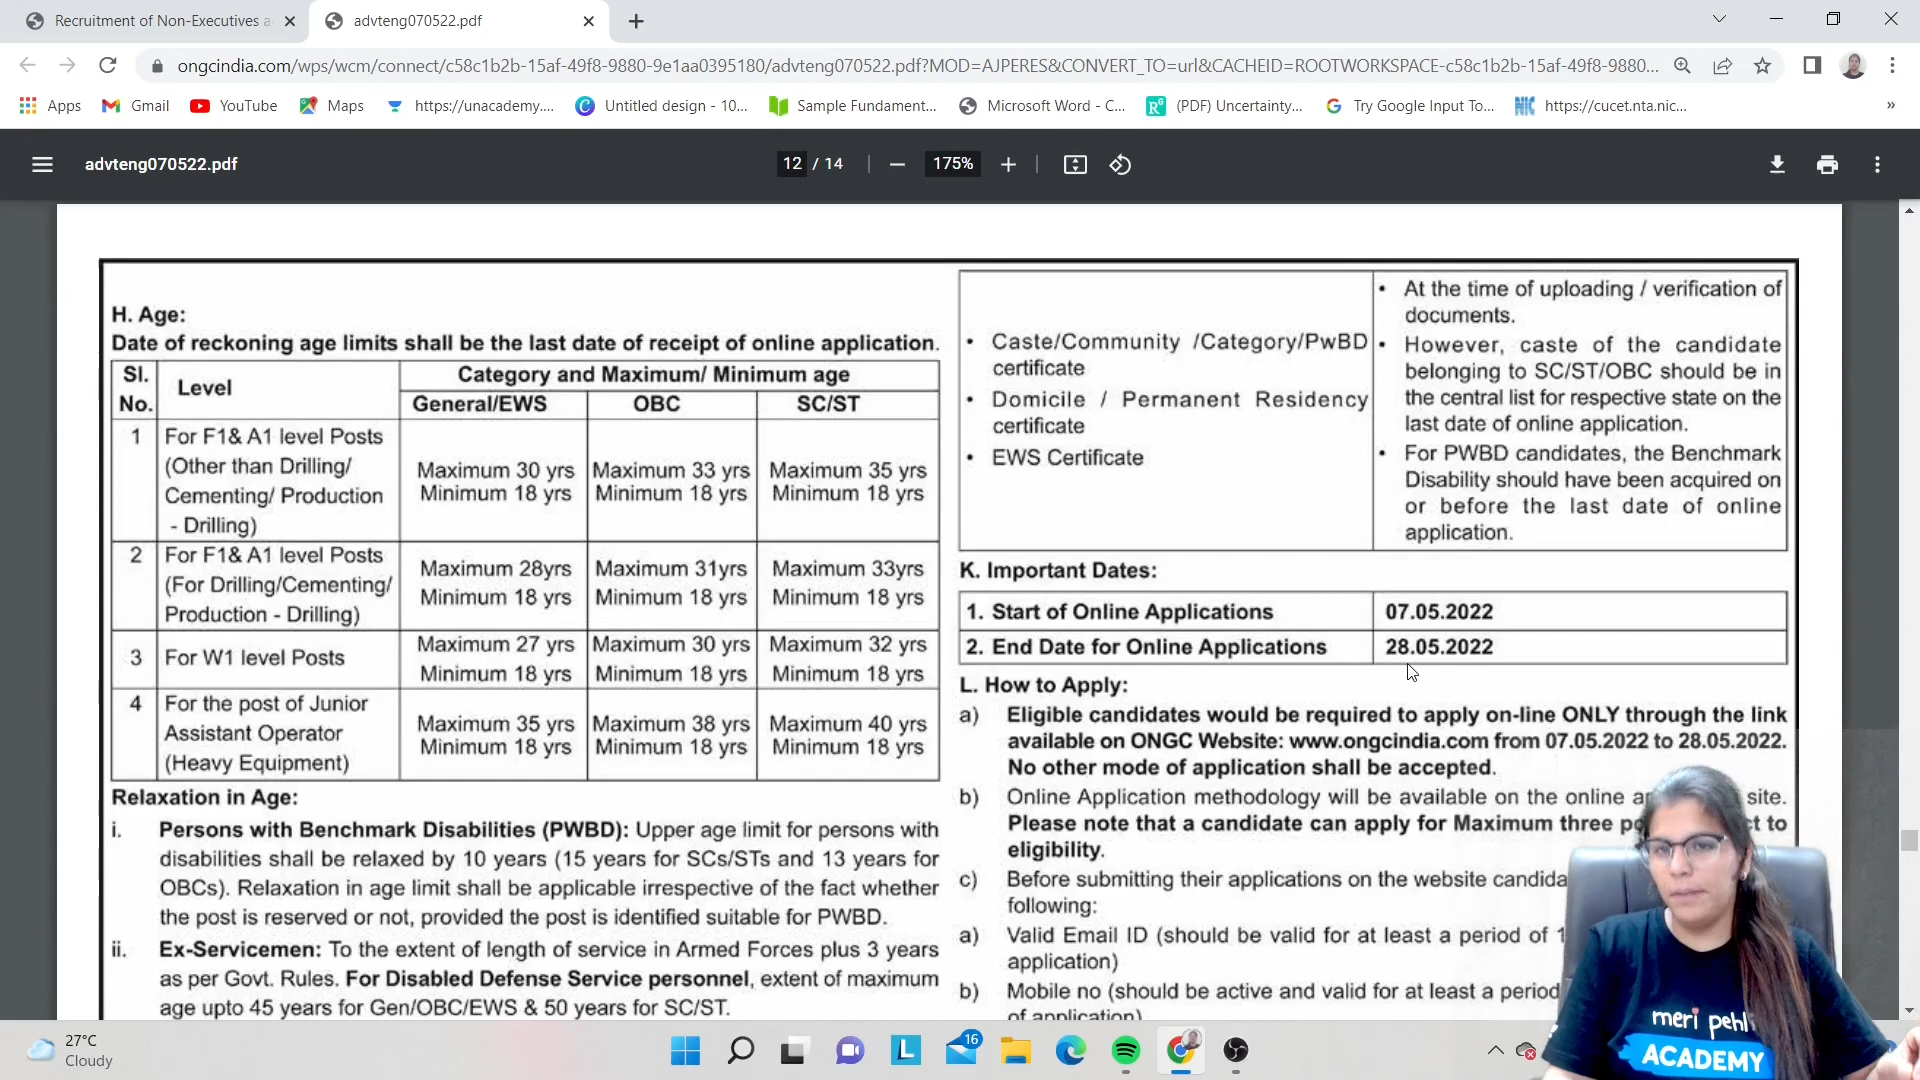 Recruitment of Non-Executives a
advteng070522.pdf
ongcindia.com/wps/wcm/connect/c58c1b2b-15af-49f8-9880-9e1aa0395180/advteng070522.pdf?MOD=AJPERES&CONVERT_TO=url&CACHEID=ROOTWORKSPACE-c58c1b2b-15af-49f8-9880...
Apps
Gmail
YouTube
Maps
https://unacademy....
Untitled design - 10...
Sample Fundament...
Microsoft Word - C...
(PDF) Uncertainty...
Try Google Input To...
https://cucet.nta.nic...
advteng070522.pdf
12 / 14
175%
H. Age:
Date of reckoning age limits shall be the last date of receipt of online application.
Sl. No.
Level
Category and Maximum/ Minimum age
General/EWS
OBC
SC/ST
1
For F1& A1 level Posts
(Other than Drilling/
Cementing/ Production
- Drilling)
Maximum 30 yrs
Minimum 18 yrs
Maximum 33 yrs
Minimum 18 yrs
Maximum 35 yrs
Minimum 18 yrs
2
For F1& A1 level Posts
(For Drilling/Cementing/
Production - Drilling)
Maximum 28yrs
Minimum 18 yrs
Maximum 31yrs
Minimum 18 yrs
Maximum 33yrs
Minimum 18 yrs
3
For W1 level Posts
Maximum 27 yrs
Minimum 18 yrs
Maximum 30 yrs
Minimum 18 yrs
Maximum 32 yrs
Minimum 18 yrs
4
For the post of Junior
Assistant Operator
(Heavy Equipment)
Maximum 35 yrs
Minimum 18 yrs
Maximum 38 yrs
Minimum 18 yrs
Maximum 40 yrs
Minimum 18 yrs
Relaxation in Age:
i. Persons with Benchmark Disabilities (PWBD): Upper age limit for persons with
disabilities shall be relaxed by 10 years (15 years for SCs/STs and 13 years for
OBCs). Relaxation in age limit shall be applicable irrespective of the fact whether
the post is reserved or not, provided the post is identified suitable for PWBD.
ii. Ex-Servicemen: To the extent of length of service in Armed Forces plus 3 years
as per Govt. Rules. For Disabled Defense Service personnel, extent of maximum
age upto 45 years for Gen/OBC/EWS & 50 years for SC/ST.
• Caste/Community /Category/PwBD
certificate
• Domicile / Permanent Residency
certificate
• EWS Certificate
• At the time of uploading / verification of
documents.
• However, caste of the candidate
belonging to SC/ST/OBC should be in
the central list for respective state on the
last date of online application.
• For PWBD candidates, the Benchmark
Disability should have been acquired on
or before the last date of online
application.
K. Important Dates:
1. Start of Online Applications 07.05.2022
2. End Date for Online Applications 28.05.2022
L. How to Apply:
a) Eligible candidates would be required to apply on-line ONLY through the link
available on ONGC Website: www.ongcindia.com from 07.05.2022 to 28.05.2022.
No other mode of application shall be accepted.
b) Online Application methodology will be available on the online site.
Please note that a candidate can apply for Maximum three to
eligibility.
c) Before submitting their applications on the website
following:
a) Valid Email ID (should be valid for at least a period of
application)
b) Mobile no (should be active and valid for at least a period
of application)
meri pehli
ACADEMY
27°C
Cloudy
16